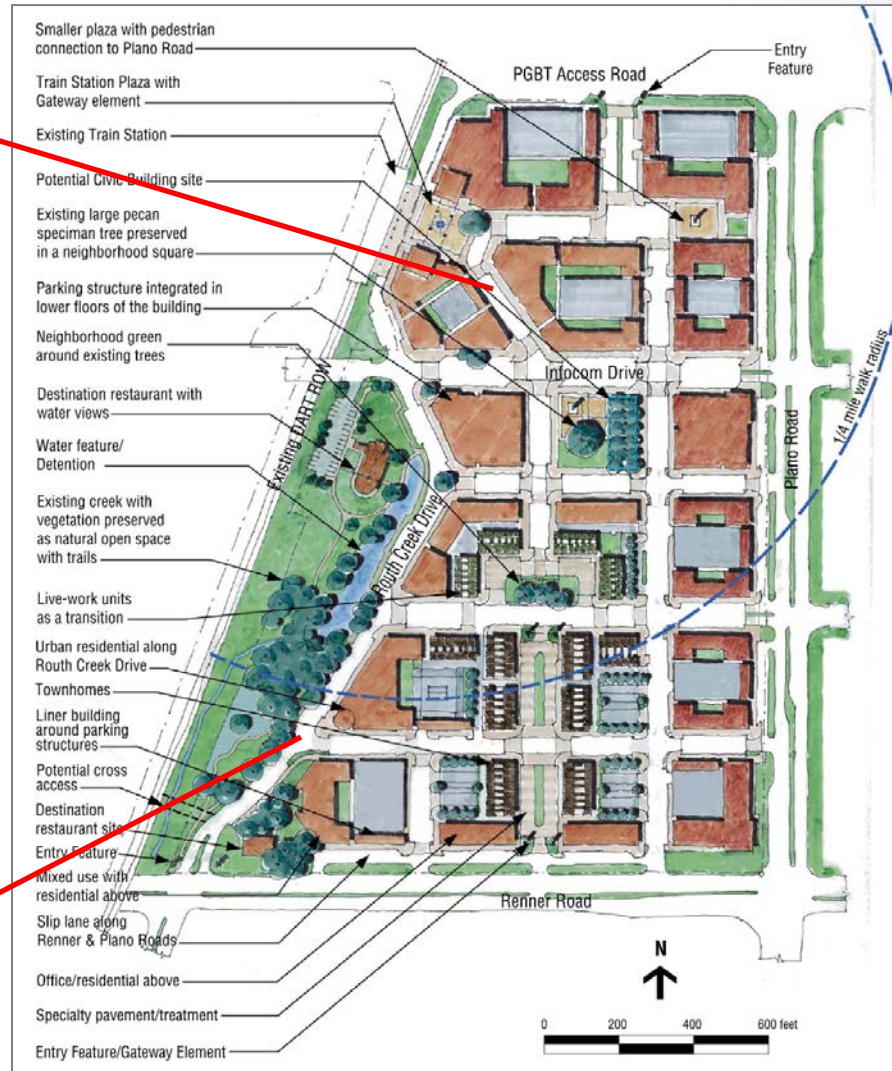 Smaller plaza with pedestrian
connection to Plano Road
Train Station Plaza with
Gateway element
Existing Train Station
Potential Civic Building site
Existing large pecan
speciman tree preserved
in a neighborhood square
Parking structure integrated in
lower floors of the building
Neighborhood green
around existing trees
Destination restaurant with
water views
Water feature/
Detention
Existing creek with
vegetation preserved
as natural open space
with trails
Live-work units
as a transition
Urban residential along
Routh Creek Drive
Townhomes
Liner building
around parking
structures
Potential cross
access
Destination
restaurant site
Entry Feature
Mixed use with
residential above
Slip lane along
Renner & Plano Roads
Office/residential above
Specialty pavement/treatment
Entry Feature/Gateway Element
PGBT Access Road
Entry
Feature
Infocom Drive
Existing DART ROW
Routh Creek Drive
Plano Road
1/4 mile walk radius
Renner Road
N
0 200 400 600 feet